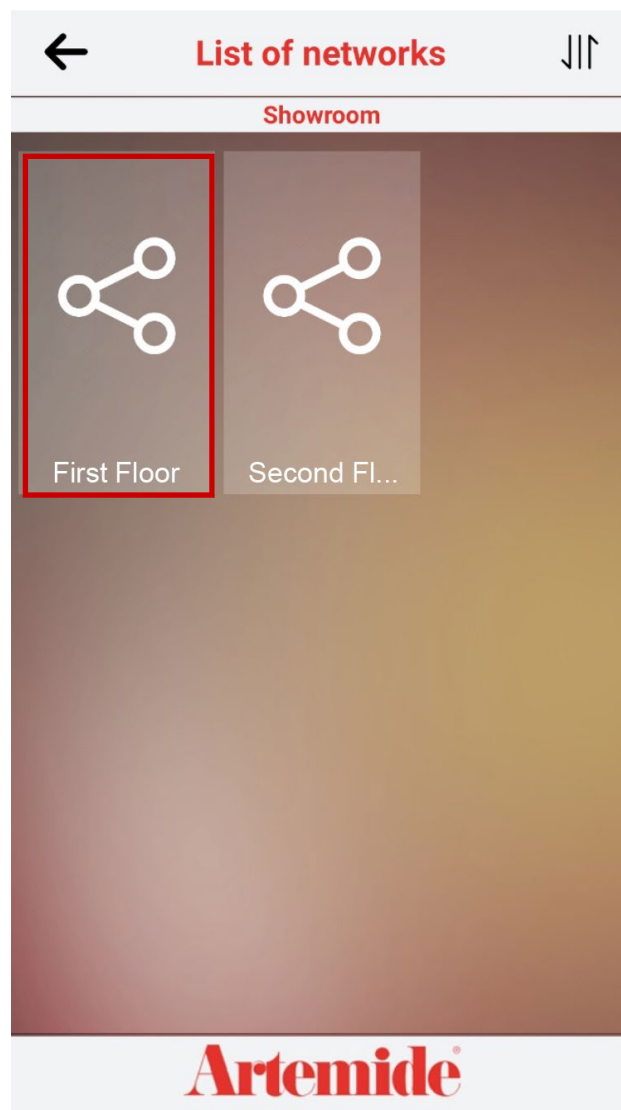 List of networks
Showroom
First Floor
Second Fl...
Artemide®